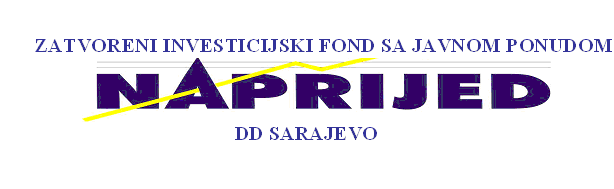 ZATVORENI INVESTICIJSKI FOND SA JAVNOM PONUDOM
NAPRIJED
DD SARAJEVO